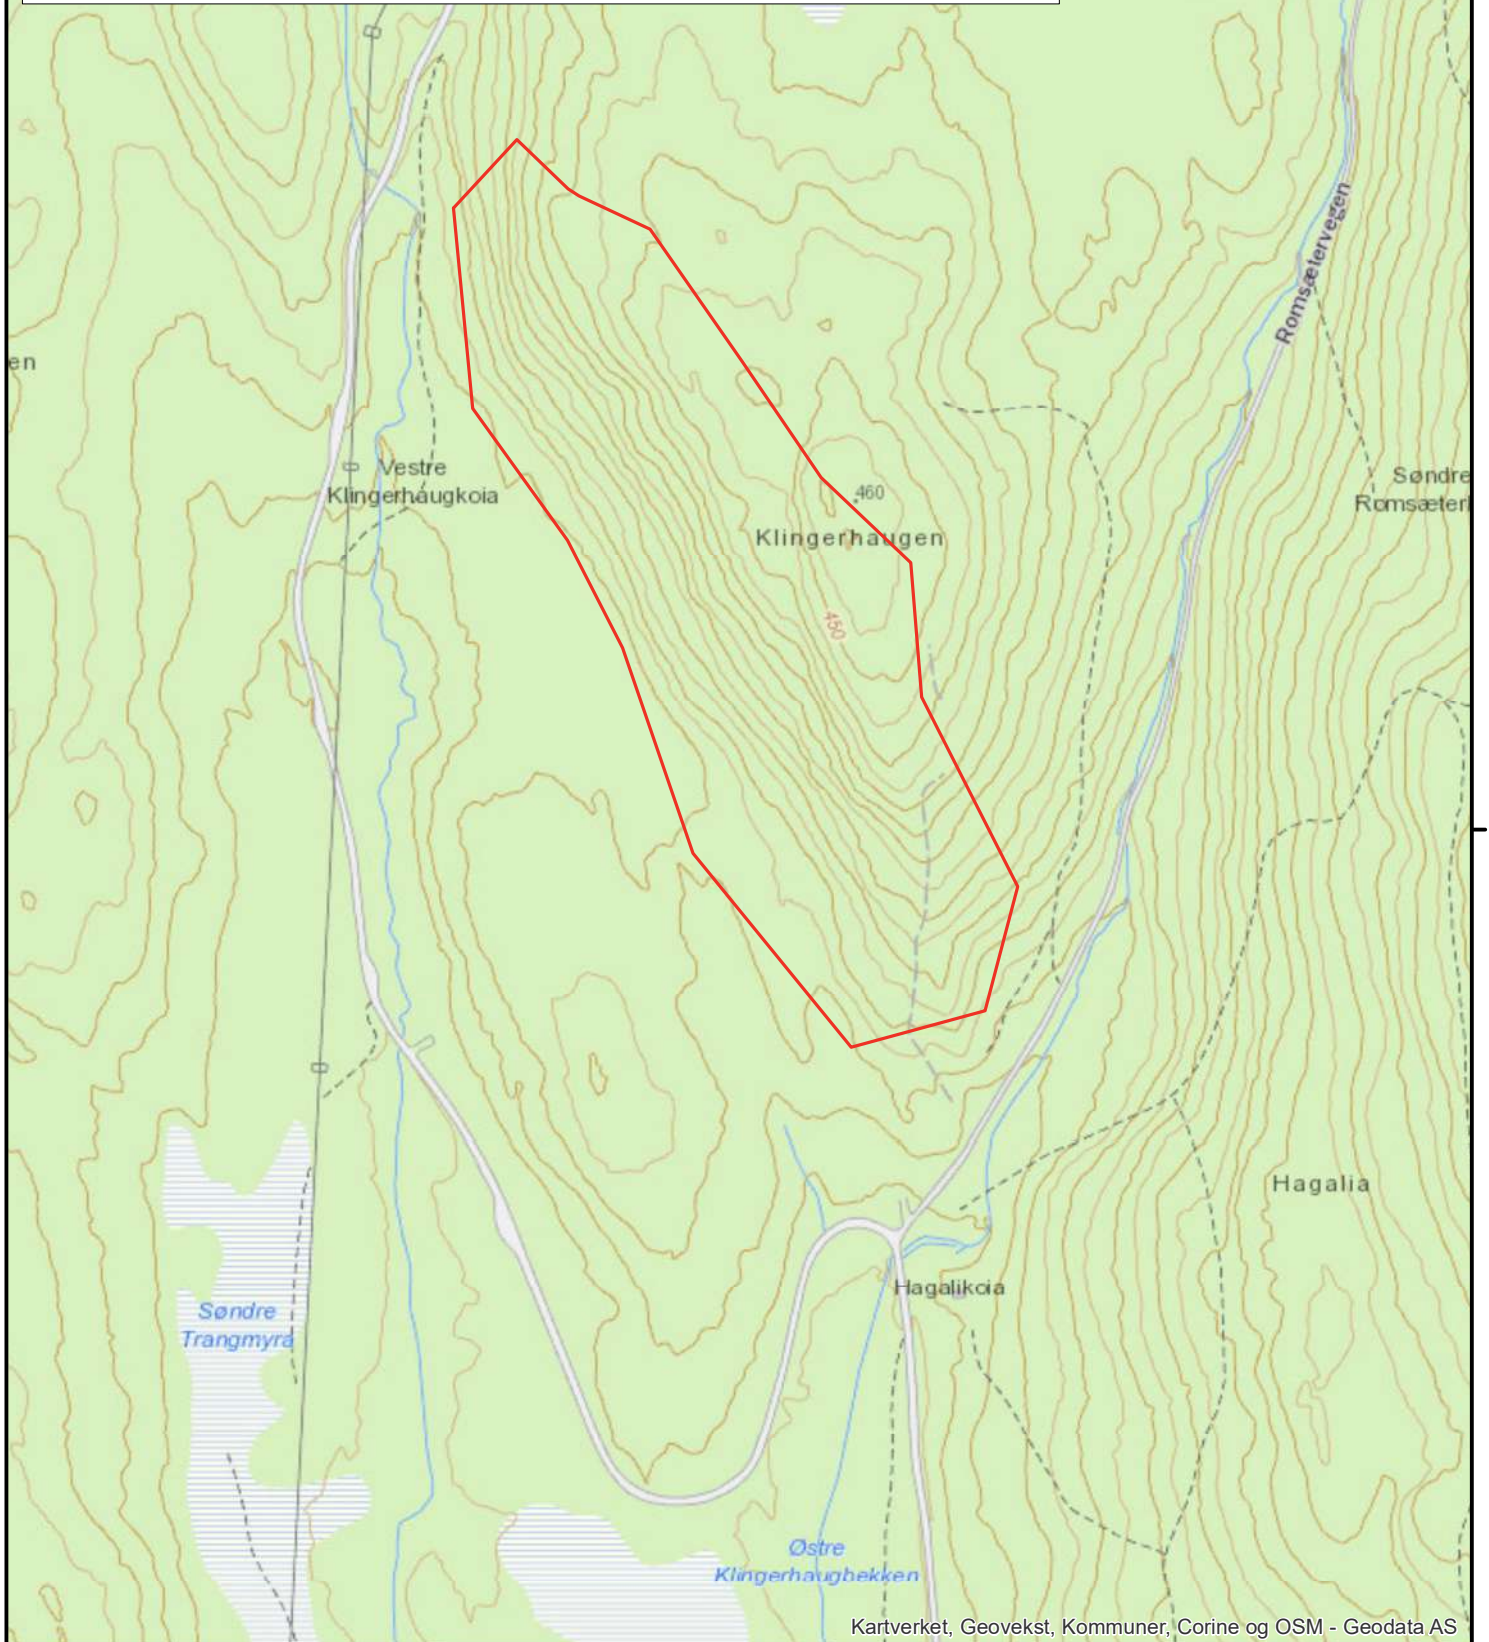 Romsætervegen
en
Vestre
Klingerhaugkoia
460
Klingerhaugen
Søndre
Romsæter
450
Hagalia
Hagalikoia
Søndre
Trangmyra
Østre
Klingerhaugbekken
Kartverket, Geovekst, Kommuner, Corine og OSM - Geodata AS